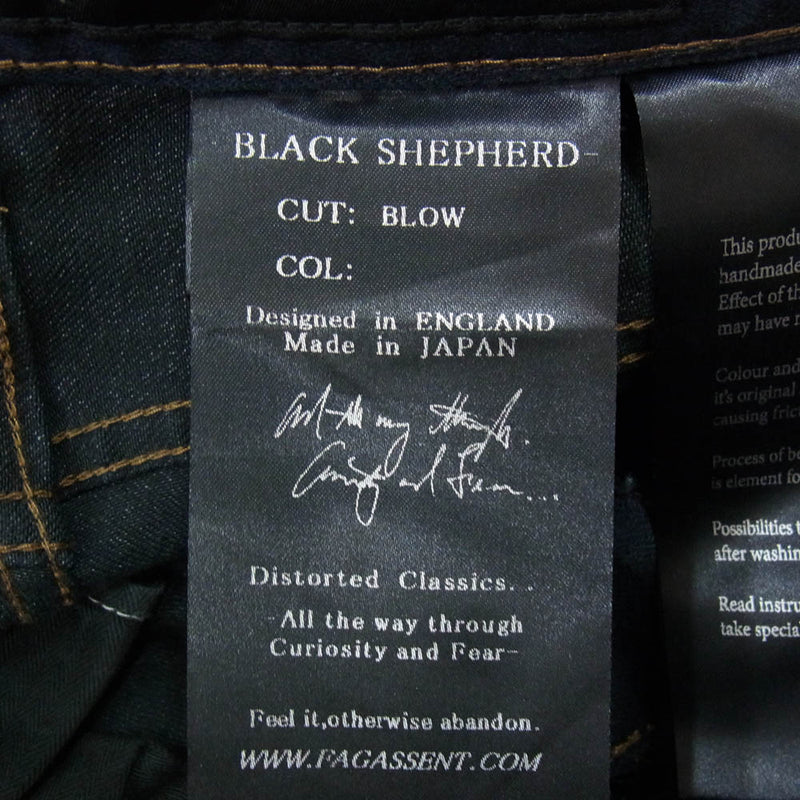 BLACK SHEPHERD-
CUT: BLOW
COL:
Designed in ENGLAND
Made in JAPAN
Distorted Classics. .
-All the way through
Curiosity and Fear-
Feel it,otherwise abandon.
WWW.FAGASSENT.COM
This produ
handmade
Effect of th
may have
Colour and
it's original
causing fric
Process of be
is element fo
Possibilities t
after washin
Read instru
take special